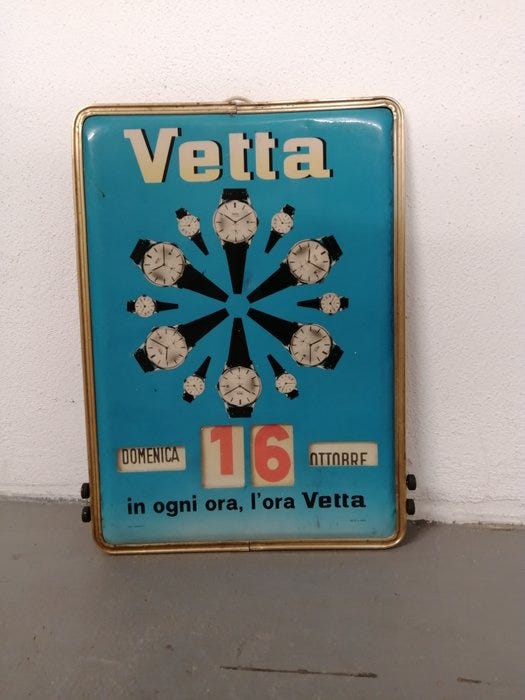 Vetta
DOMENICA 16 OTTOBRE
in ogni ora, l'ora Vetta